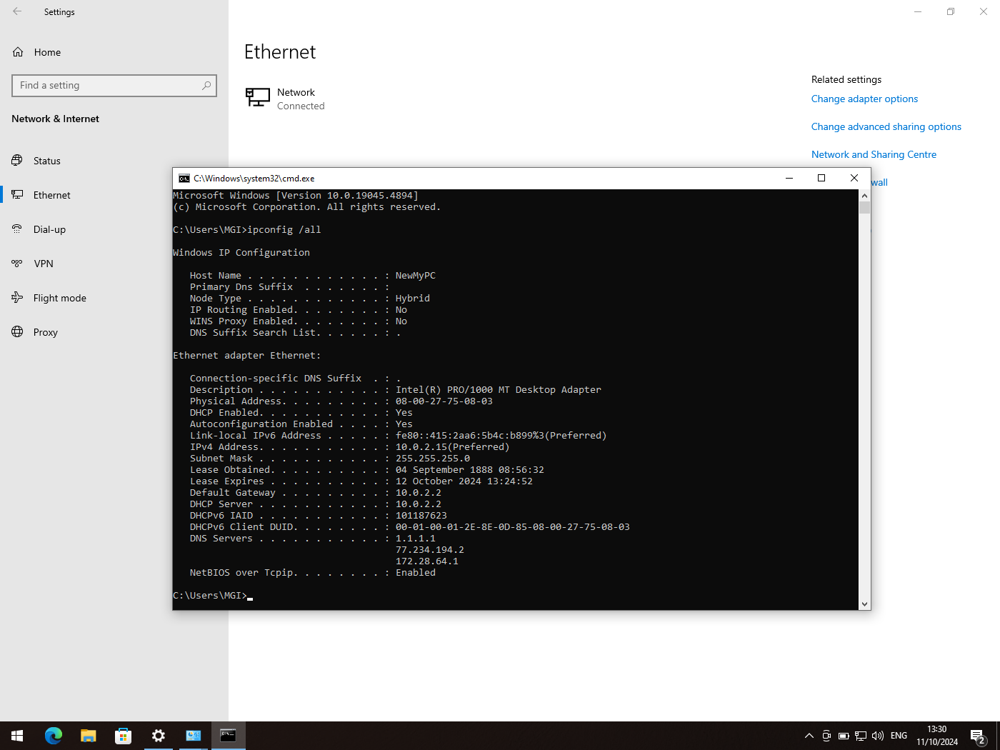 Settings
Home
Find a setting
Network & Internet
Status
Ethernet
Dial-up
VPN
Flight mode
Proxy
Ethernet
Network
Connected
Related settings
Change adapter options
Change advanced sharing options
Network and Sharing Centre
wall
C:\Windows\system32\cmd.exe
Microsoft Windows [Version 10.0.19045.4894]
(c) Microsoft Corporation. All rights reserved.
C:\Users\MGI>ipconfig /all
Windows IP Configuration
Host Name . . . . . . . . . . . . : NewMyPC
Primary Dns Suffix  . . . . . . . :
Node Type . . . . . . . . . . . . : Hybrid
IP Routing Enabled. . . . . . . . : No
WINS Proxy Enabled. . . . . . . . : No
DNS Suffix Search List. . . . . . : .
Ethernet adapter Ethernet:
Connection-specific DNS Suffix  . : .
Description . . . . . . . . . . . : Intel(R) PRO/1000 MT Desktop Adapter
Physical Address. . . . . . . . . : 08-00-27-75-08-03
DHCP Enabled. . . . . . . . . . . : Yes
Autoconfiguration Enabled . . . . : Yes
Link-local IPv6 Address . . . . . : fe80::415:2aa6:5b4c:b899%3(Preferred)
IPv4 Address. . . . . . . . . . . : 10.0.2.15(Preferred)
Subnet Mask . . . . . . . . . . . : 255.255.255.0
Lease Obtained. . . . . . . . . . : 04 September 1888 08:56:32
Lease Expires . . . . . . . . . . : 12 October 2024 13:24:52
Default Gateway . . . . . . . . . : 10.0.2.2
DHCP Server . . . . . . . . . . . : 10.0.2.2
DHCPv6 IAID . . . . . . . . . . . : 101187623
DHCPv6 Client DUID. . . . . . . . : 00-01-00-01-2E-8E-0D-85-08-00-27-75-08-03
DNS Servers . . . . . . . . . . . : 1.1.1.1
77.234.194.2
172.28.64.1
NetBIOS over Tcpip. . . . . . . . : Enabled
C:\Users\MGI>
ENG
13:30
11/10/2024
2